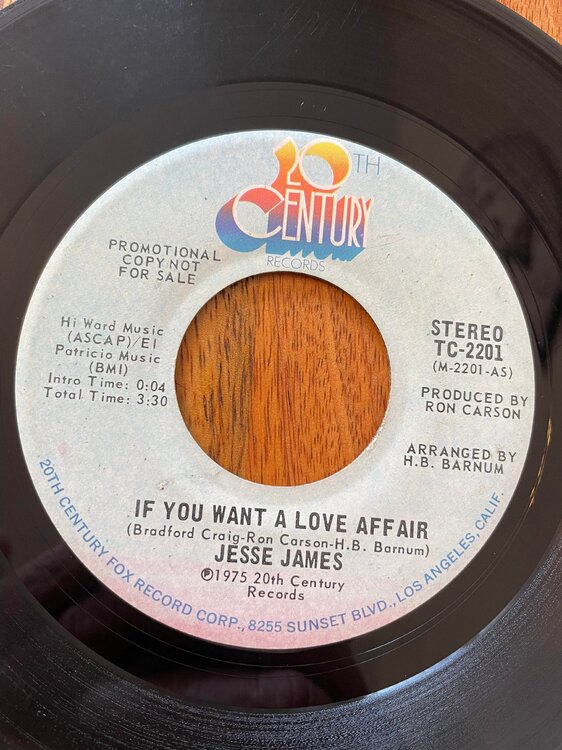 20TH
CENTURY
RECORDS
PROMOTIONAL
COPY NOT
FOR SALE
Hi Ward Music
(ASCAP)/EI
Patricio Music
(BMI)
Intro Time: 0:04
Total Time: 3:30
STEREO
TC-2201
(M-2201-AS)
PRODUCED BY
RON CARSON
ARRANGED BY
H.B. BARNUM
IF YOU WANT A LOVE AFFAIR
(Bradford Craig-Ron Carson-H.B. Barnum)
JESSE JAMES
℗1975 20th Century
Records
20TH CENTURY FOX RECORD CORP., 8255 SUNSET BLVD., LOS ANGELES, CALIF.